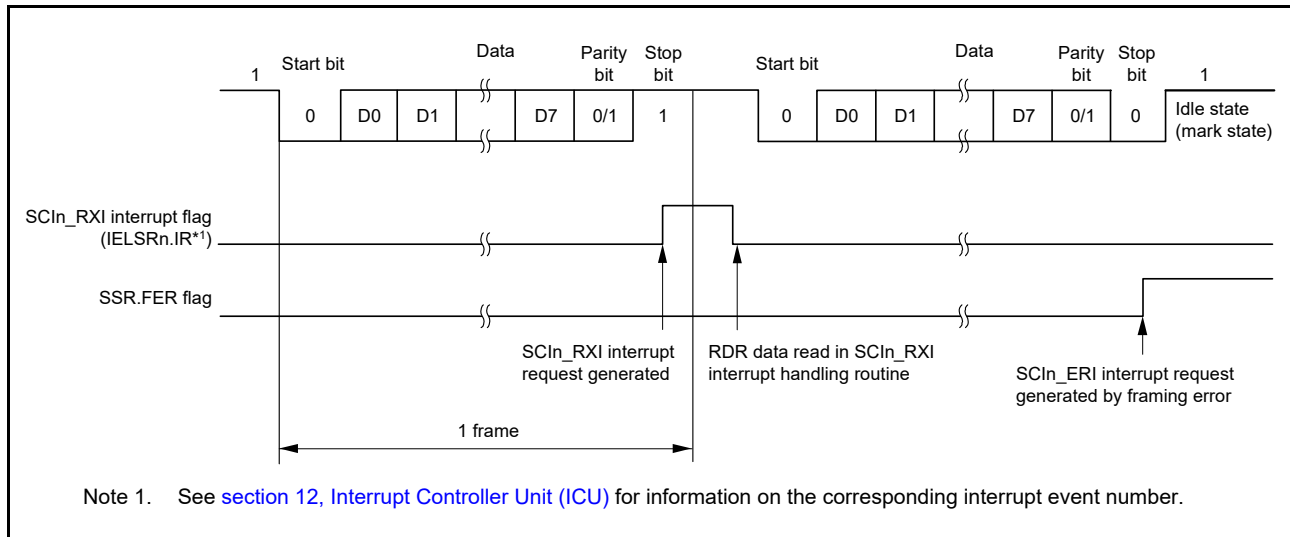 Data
Data
Start bit
Parity bit
Stop bit
Start bit
Parity bit
Stop bit
1
1
0
D0
D1
D7
0/1
1
0
D0
D1
D7
0/1
0
Idle state
(mark state)
SCIn_RXI interrupt flag
(IELSRn.IR*1)
SSR.FER flag
SCIn_RXI interrupt
request generated
RDR data read in SCIn_RXI
interrupt handling routine
SCIn_ERI interrupt request
generated by framing error
1 frame
Note 1. See section 12, Interrupt Controller Unit (ICU) for information on the corresponding interrupt event number.